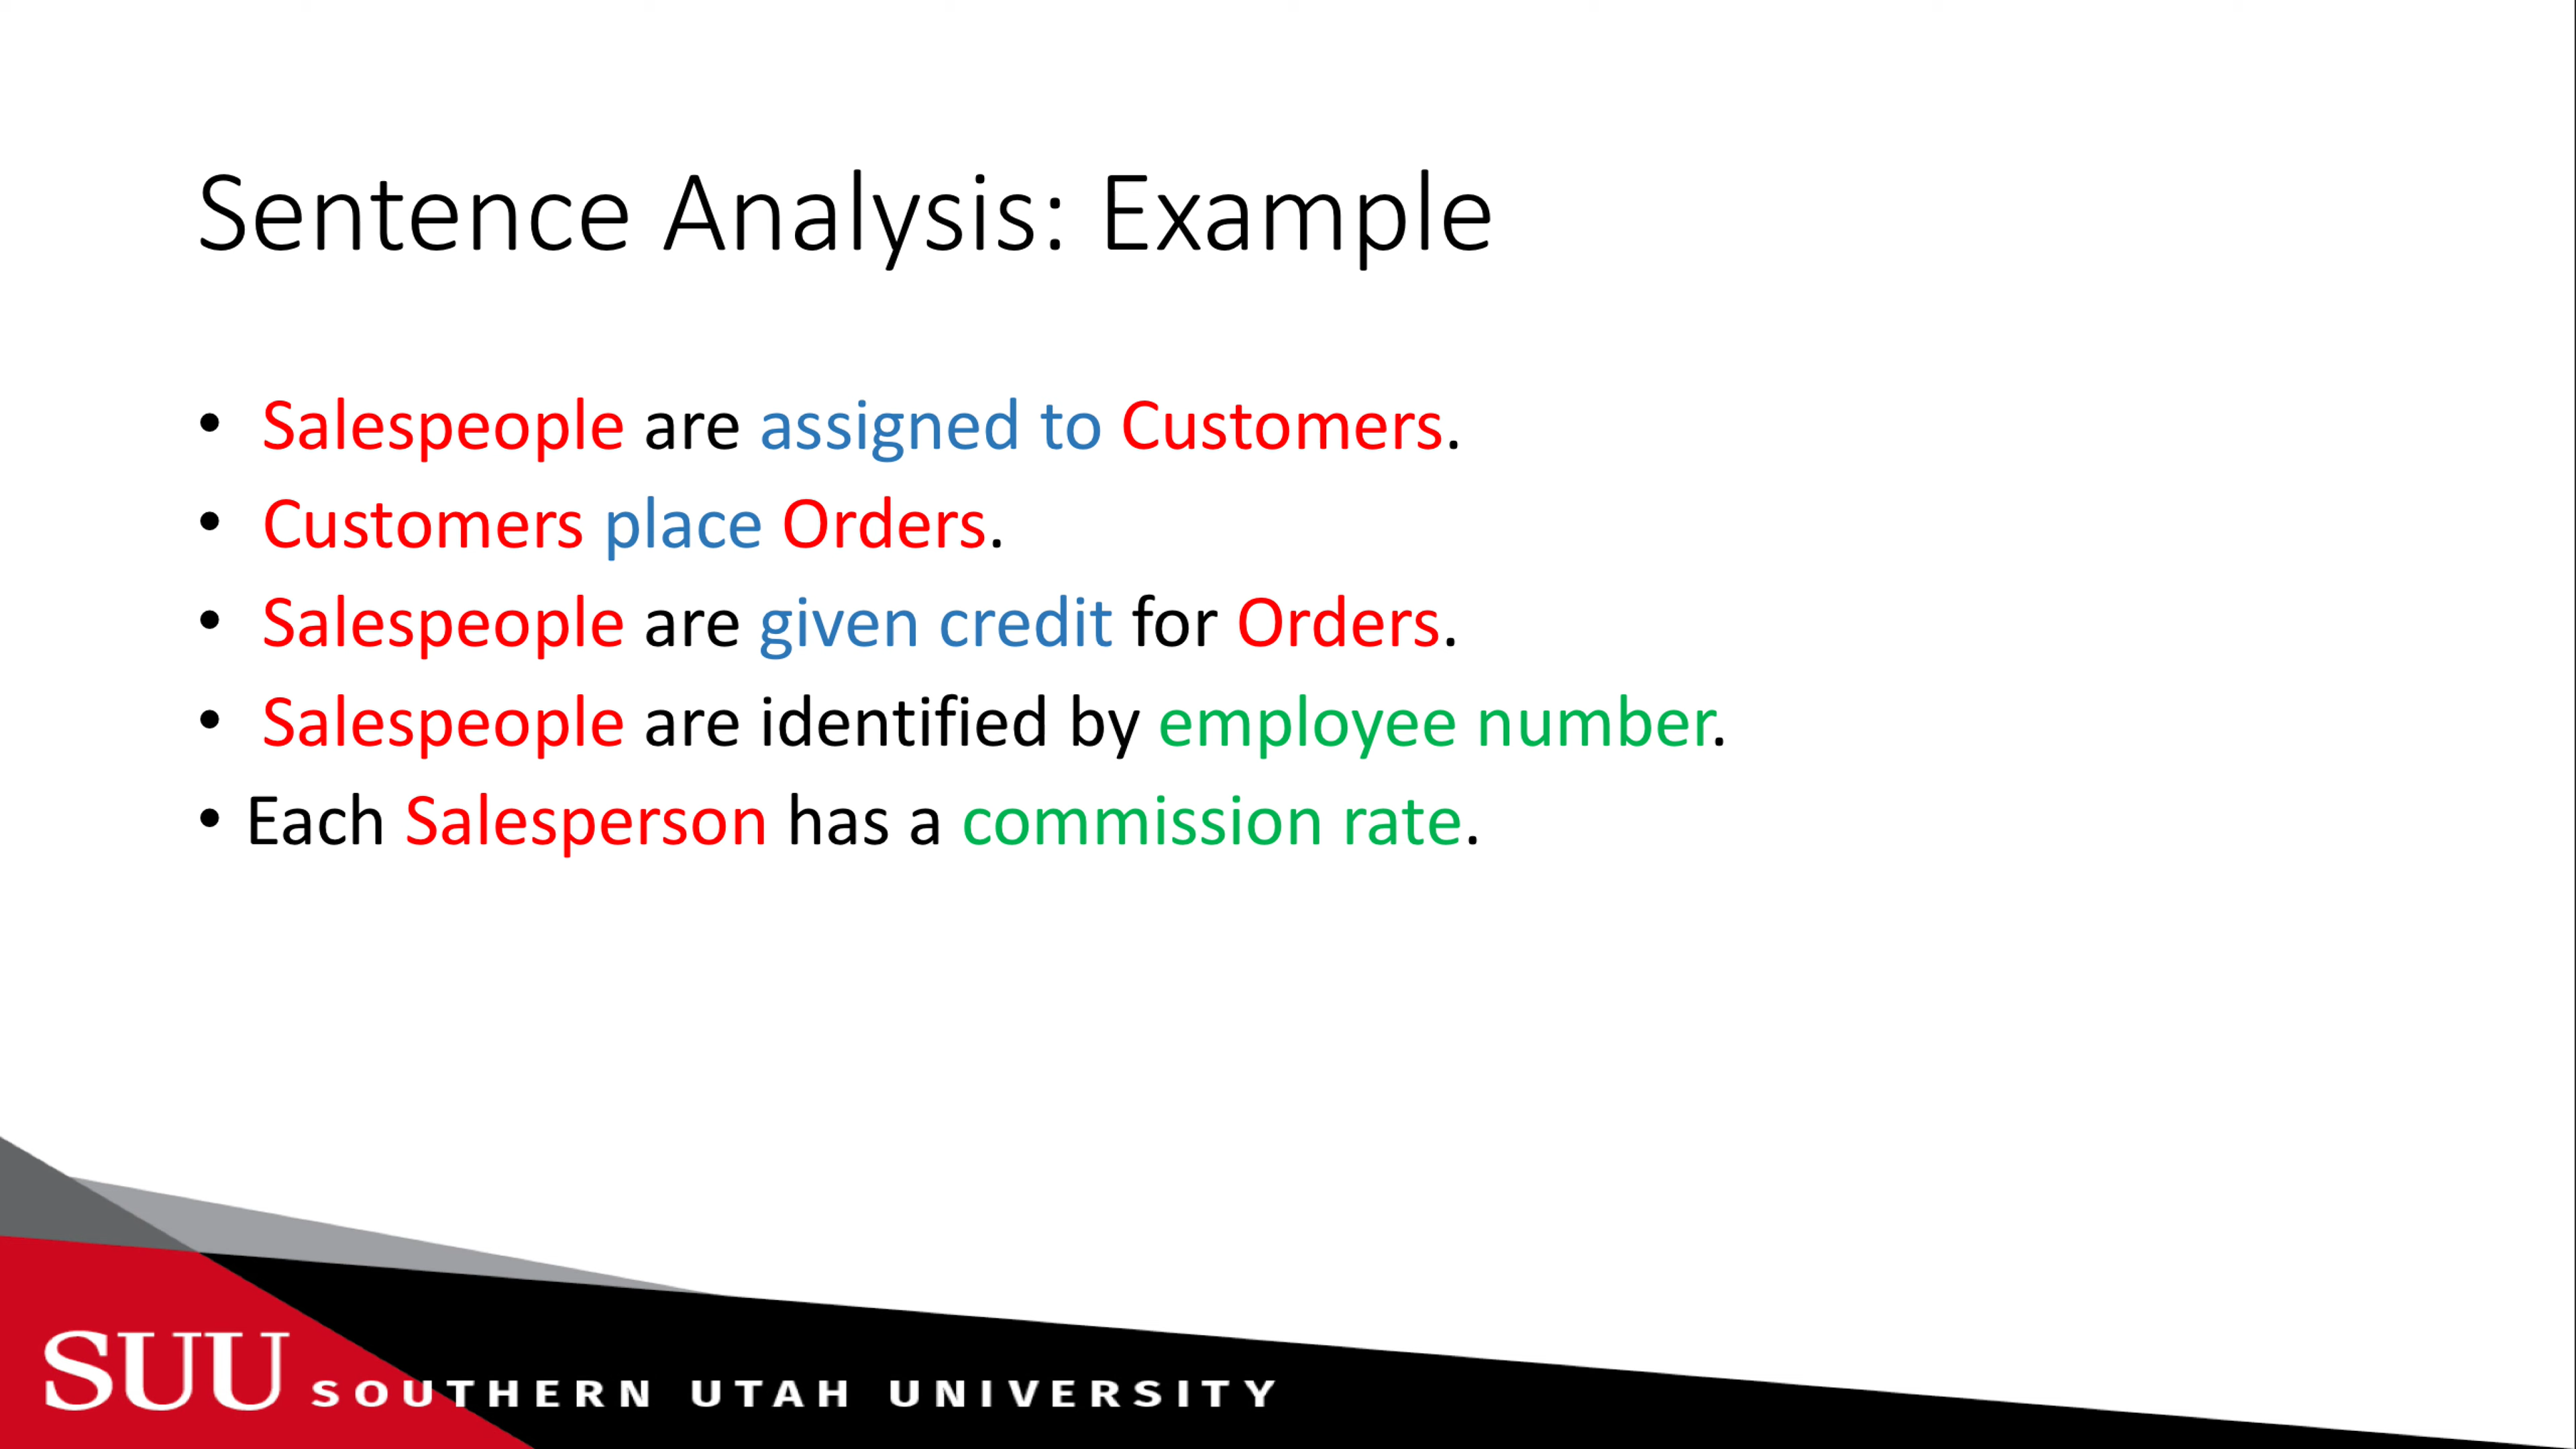 Sentence Analysis: Example
• Salespeople are assigned to Customers.
• Customers place Orders.
• Salespeople are given credit for Orders.
• Salespeople are identified by employee number.
• Each Salesperson has a commission rate.
SUU SOUTHERN UTAH UNIVERSITY